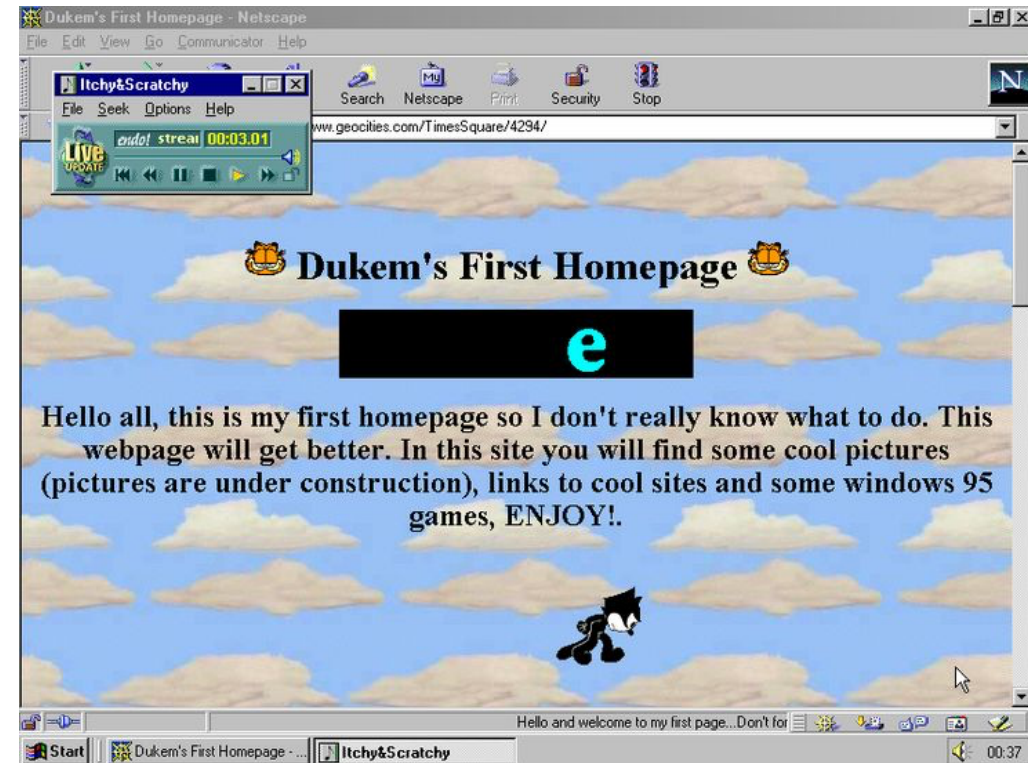 Dukem's First Homepage - Netscape
File Edit View Go Communicator Help
Itchy&Scratchy
File Seek Options Help
Live UPDATE
endo! strear 00:03.01
Search Netscape Print Security Stop
My
N
ww.geocities.com/TimesSquare/4294/
Dukem's First Homepage
e
Hello all, this is my first homepage so I don't really know what to do. This
webpage will get better. In this site you will find some cool pictures
(pictures are under construction), links to cool sites and some windows 95
games, ENJOY!.
Hello and welcome to my first page...Don't for
Start Dukem's First Homepage - ... Itchy&Scratchy 00:37